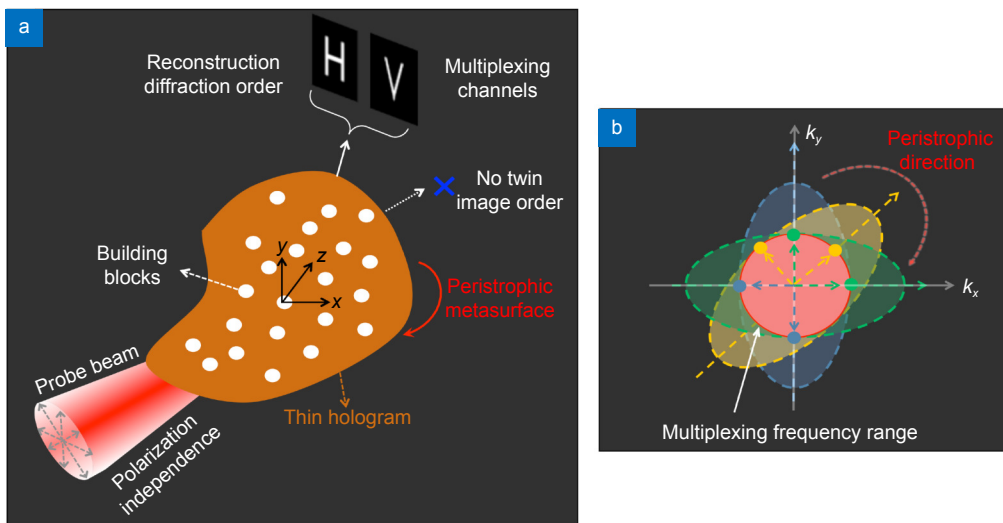 a
Reconstruction
diffraction order
H
V
Multiplexing
channels
No twin
image order
Building
blocks
y
z
x
Peristrophic
metasurface
Probe beam
Thin hologram
Polarization
independence
b
ky
Peristrophic
direction
kx
Multiplexing frequency range